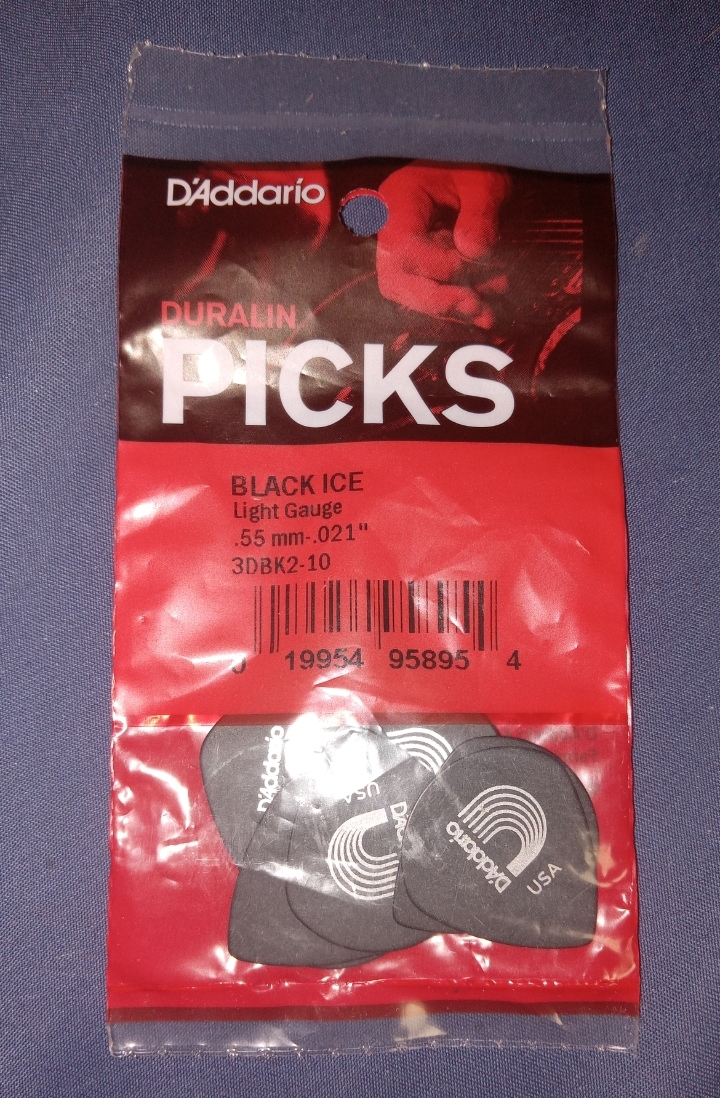 D'Addario
DURALIN
PICKS
BLACK ICE
Light Gauge
.55 mm-.021"
3DBK2-10
0 19954 95895 4
D'Addario
USA
D'Addario
USA